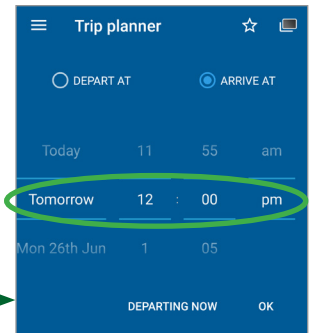 Trip planner
DEPART AT ARRIVE AT
Today 11 55 am
Tomorrow 12 : 00 pm
Mon 26th Jun 1 05
DEPARTING NOW OK